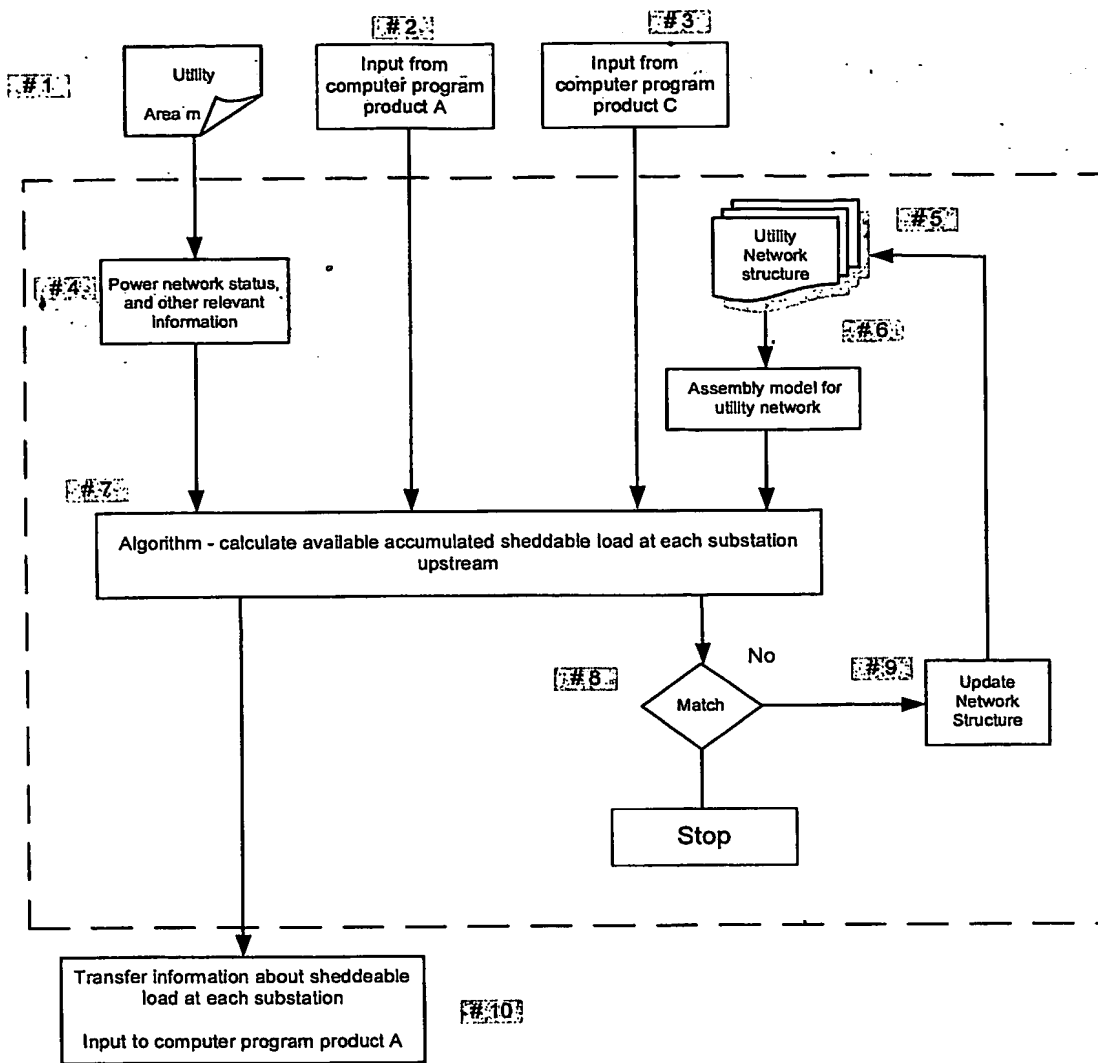 # 2
# 3
# 1
Utility
Area m
Input from
computer program
product A
Input from
computer program
product C
# 5
Utility
Network
structure
# 4
Power network status,
and other relevant
information
# 6
Assembly model for
utility network
# 7
Algorithm - calculate available accumulated sheddable load at each substation
upstream
No
# 8
Match
# 9
Update
Network
Structure
Stop
Transfer information about sheddeable
load at each substation
Input to computer program product A
# 10